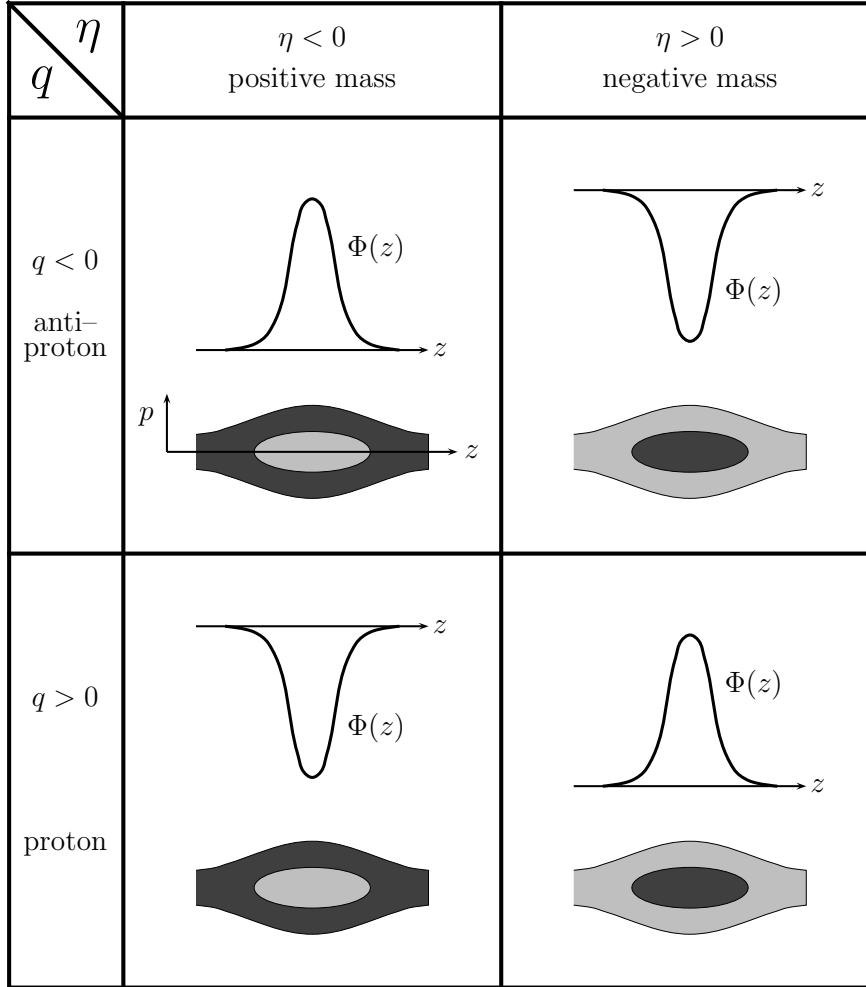 η
q
η < 0
positive mass
η > 0
negative mass
q < 0
anti–
proton
Φ(z)
z
p
z
z
Φ(z)
q > 0
proton
z
Φ(z)
Φ(z)
z